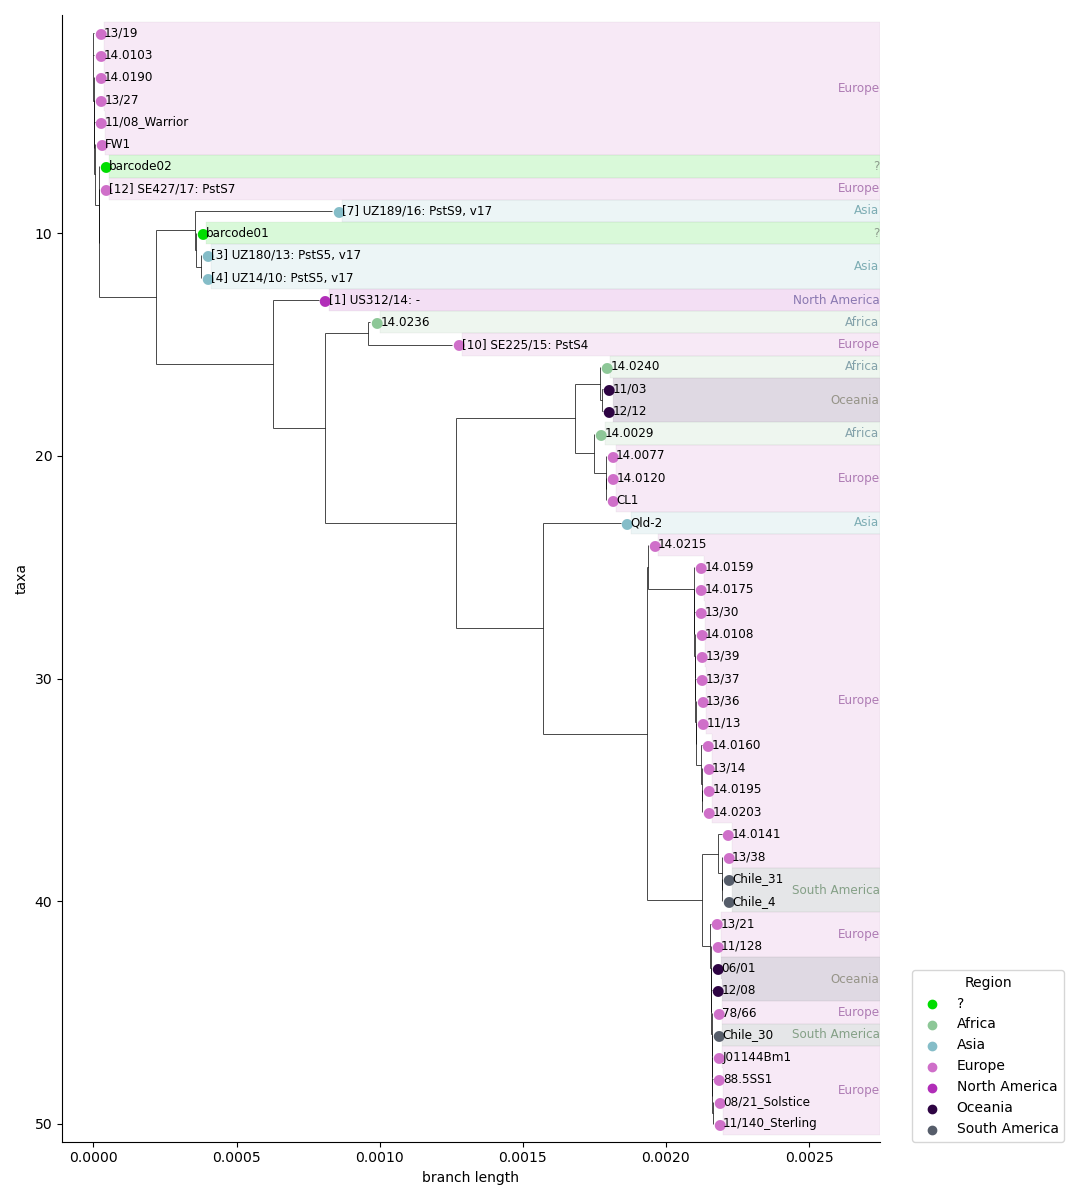 13/19
14.0103
14.0190
Europe
13/27
11/08_Warrior
FW1
barcode02 ?
[12] SE427/17: PstS7 Europe
[7] UZ189/16: PstS9, v17 Asia
10 barcode01 ?
[3] UZ180/13: PstS5, v17
Asia
[4] UZ14/10: PstS5, v17
[1] US312/14: - North America
14.0236 Africa
[10] SE225/15: PstS4 Europe
14.0240 Africa
11/03
Oceania
12/12
14.0029 Africa
20 14.0077
14.0120 Europe
CL1
Qld-2 Asia
14.0215
14.0159
14.0175
13/30
14.0108
13/39
30 13/37
13/36 Europe
11/13
14.0160
13/14
14.0195
14.0203
14.0141
13/38
Chile_31
South America
40 Chile_4
13/21
Europe
11/128
06/01
Oceania
12/08
78/66 Europe
Chile_30 South America
J01144Bm1
88.5SS1
Europe
08/21_Solstice
50 11/140_Sterling
taxa
0.0000 0.0005 0.0010 0.0015 0.0020 0.0025
branch length
Region
?
Africa
Asia
Europe
North America
Oceania
South America